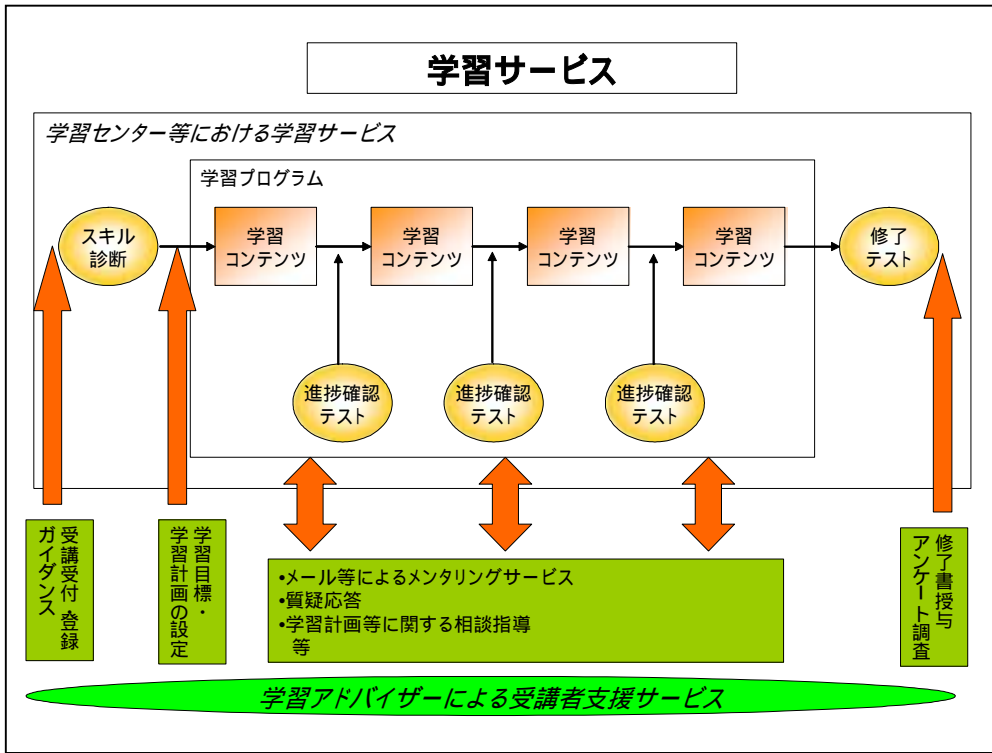 学習サービス
学習センター等における学習サービス
学習プログラム
スキル
診断
学習
コンテンツ
学習
コンテンツ
学習
コンテンツ
学習
コンテンツ
修了
テスト
進捗確認
テスト
進捗確認
テスト
進捗確認
テスト
受講受付・登録
ガイダンス
学習目標・
学習計画の設定
•メール等によるメンタリングサービス
•質疑応答
•学習計画等に関する相談指導
等
修了書授与
アンケート調査
学習アドバイザーによる受講者支援サービス